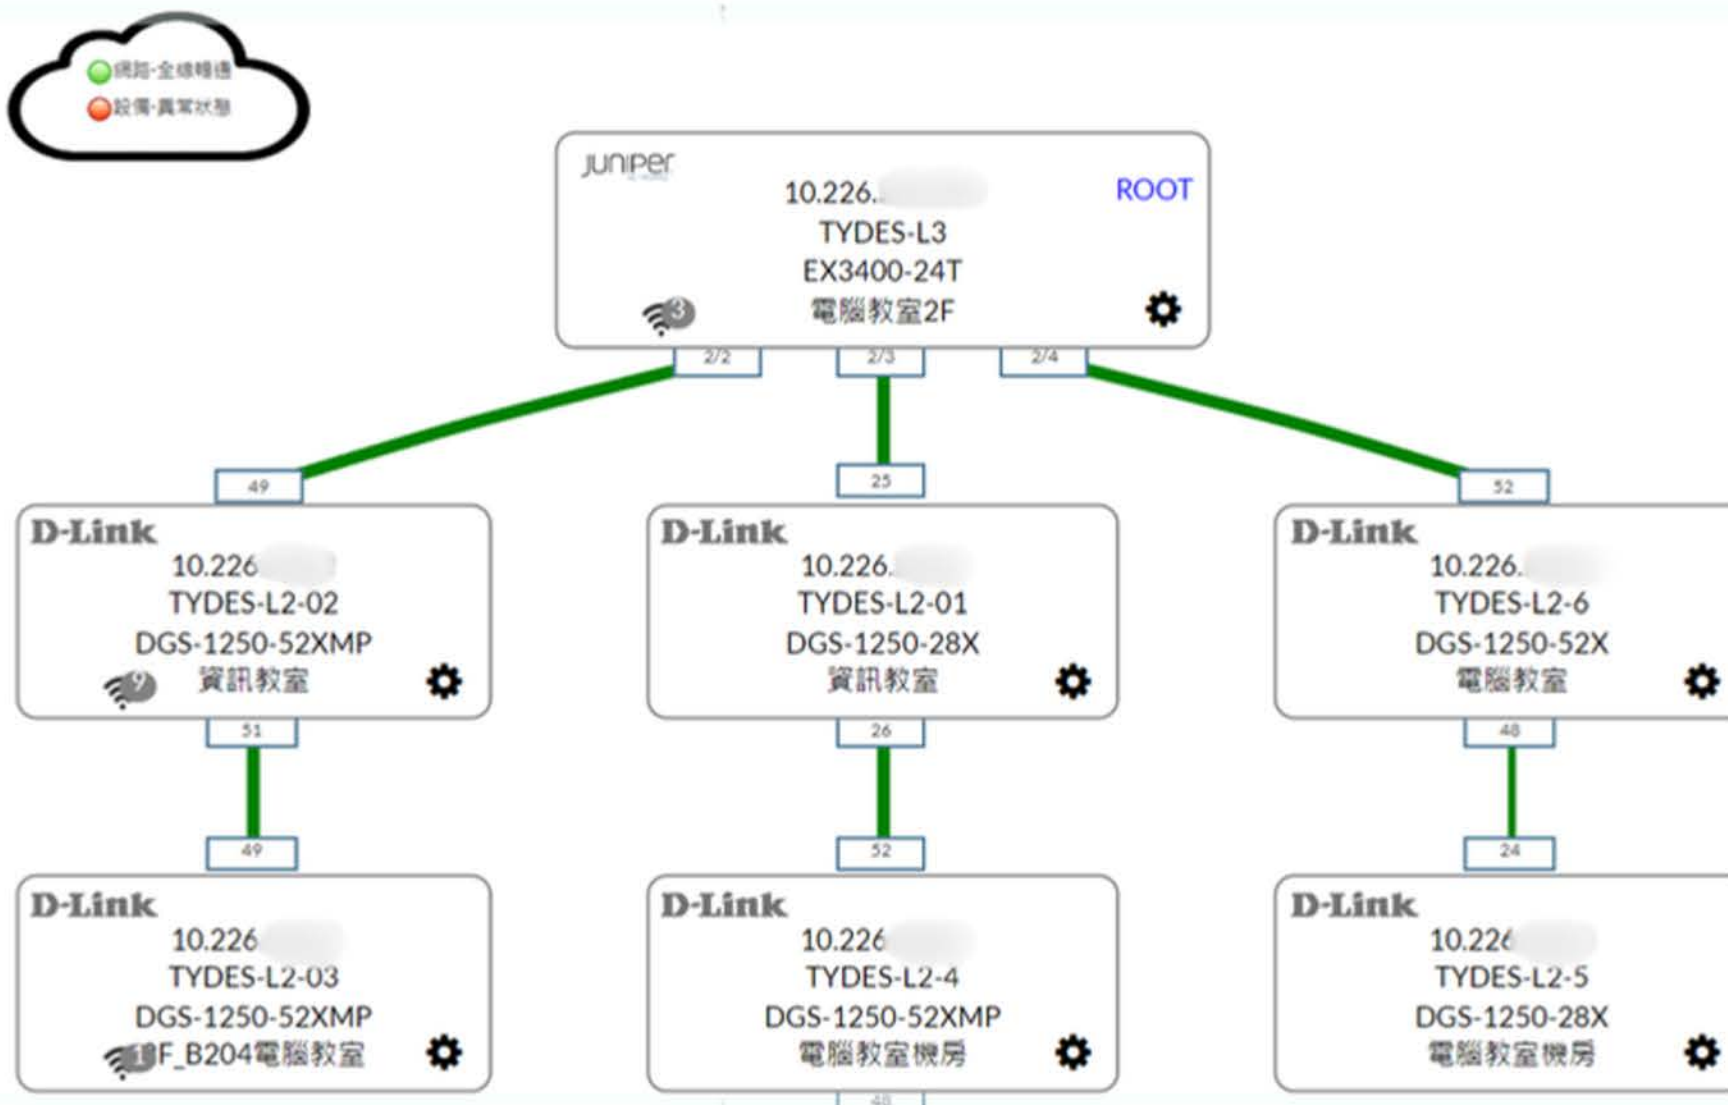 網路-全線暢通
設備-異常狀態
JUNIPer
10.226.
ROOT
TYDES-L3
EX3400-24T
3
電腦教室2F
2/2
2/3
2/4
49
25
52
D-Link
10.226
TYDES-L2-02
DGS-1250-52XMP
9
資訊教室
D-Link
10.226.
TYDES-L2-01
DGS-1250-28X
資訊教室
D-Link
10.226.
TYDES-L2-6
DGS-1250-52X
電腦教室
51
26
48
49
52
24
D-Link
10.226
TYDES-L2-03
DGS-1250-52XMP
1
F_B204電腦教室
D-Link
10.226
TYDES-L2-4
DGS-1250-52XMP
電腦教室機房
D-Link
10.226
TYDES-L2-5
DGS-1250-28X
電腦教室機房
48